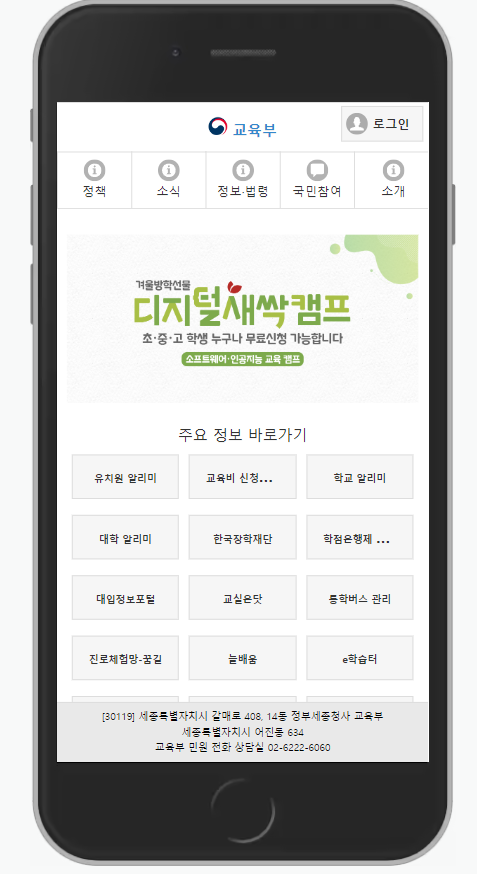 교육부
로그인
정책
소식
정보·법령
국민참여
소개
겨울방학선물
디지털새싹캠프
초·중·고 학생 누구나 무료신청 가능합니다
소프트웨어·인공지능 교육 캠프
주요 정보 바로가기
유치원 알리미
교육비 신청...
학교 알리미
대학 알리미
한국장학재단
학점은행제 ...
대입정보포털
교실온닷
통학버스 관리
진로체험망-꿈길
늘배움
e학습터
[30119] 세종특별자치시 갈매로 408, 14동 정부세종청사 교육부
세종특별자치시 어진동 634
교육부 민원 전화 상담실 02-6222-6060